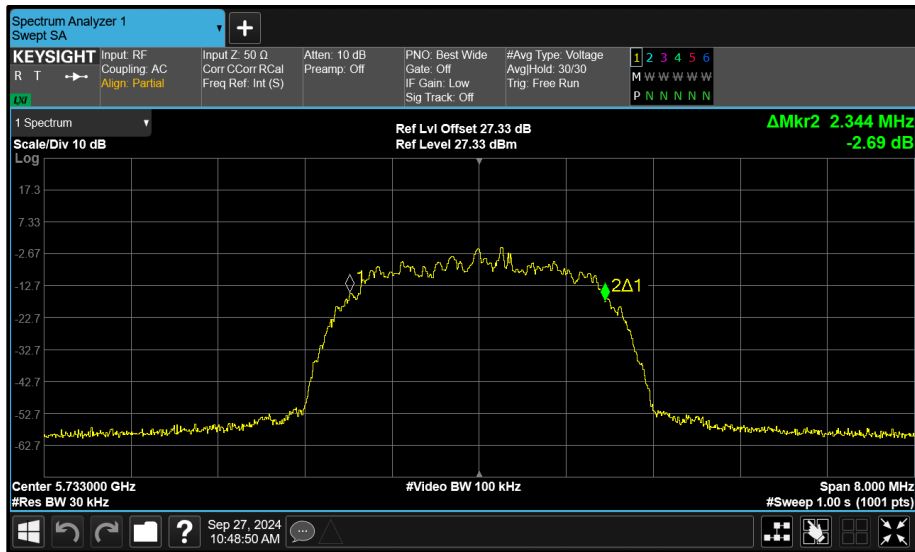 Spectrum Analyzer 1
Swept SA
KEYSIGHT
R T
LXI
Input: RF
Coupling: AC
Align: Partial
Input Z: 50 Ω
Corr CCorr RCal
Freq Ref: Int (S)
Atten: 10 dB
Preamp: Off
PNO: Best Wide
Gate: Off
IF Gain: Low
Sig Track: Off
#Avg Type: Voltage
Avg|Hold: 30/30
Trig: Free Run
1 2 3 4 5 6
M W W W W W
P N N N N N
1 Spectrum
Scale/Div 10 dB
Log
Ref Lvl Offset 27.33 dB
Ref Level 27.33 dBm
ΔMkr2 2.344 MHz
-2.69 dB
17.3
7.33
-2.67
-12.7
-22.7
-32.7
-42.7
-52.7
-62.7
1
2Δ1
Center 5.733000 GHz
#Video BW 100 kHz
Span 8.000 MHz
#Res BW 30 kHz
#Sweep 1.00 s (1001 pts)
?
Sep 27, 2024
10:48:50 AM